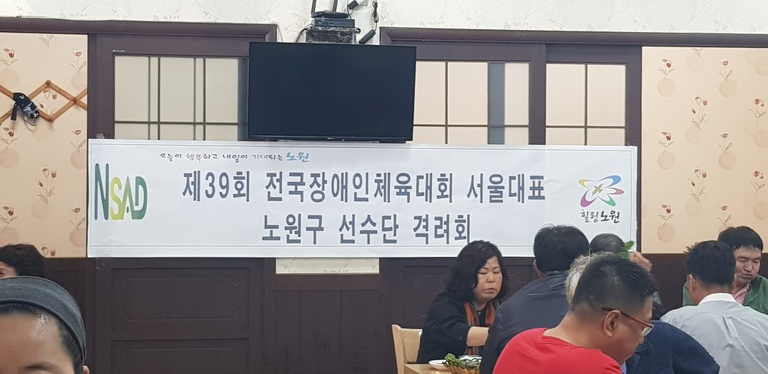 오늘이 행복하고 내일이 기대되는 노원
NSAD
제39회 전국장애인체육대회 서울대표
노원구 선수단 격려회
힐링 노원